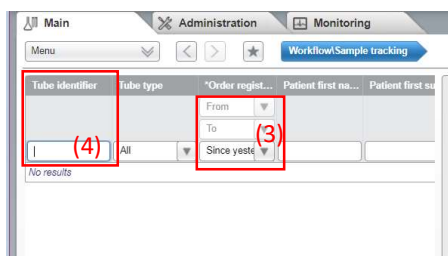 Main Administration Monitoring
Menu Workflow\Sample tracking
Tube identifier Tube type *Order regist... Patient first na... Patient first su
From
To
(4) All Since yeste (3)
No results